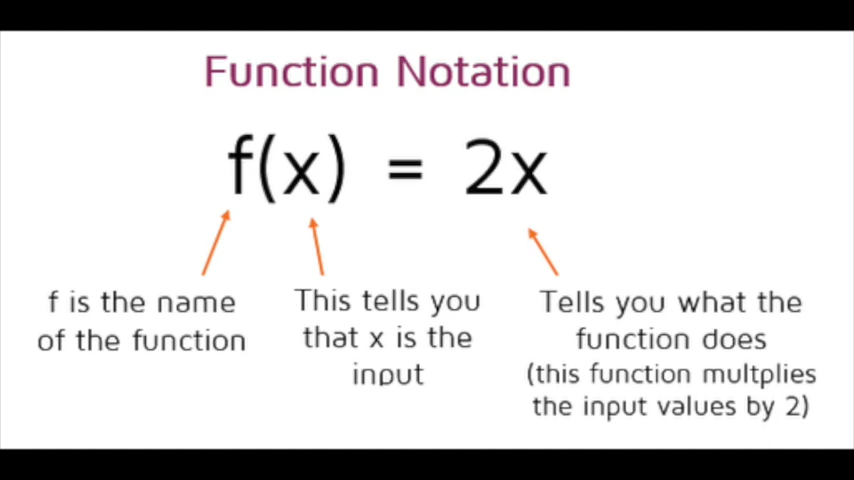 Function Notation
f(x) = 2x
f is the name
of the function
This tells you
that x is the
input
Tells you what the
function does
(this function multplies
the input values by 2)